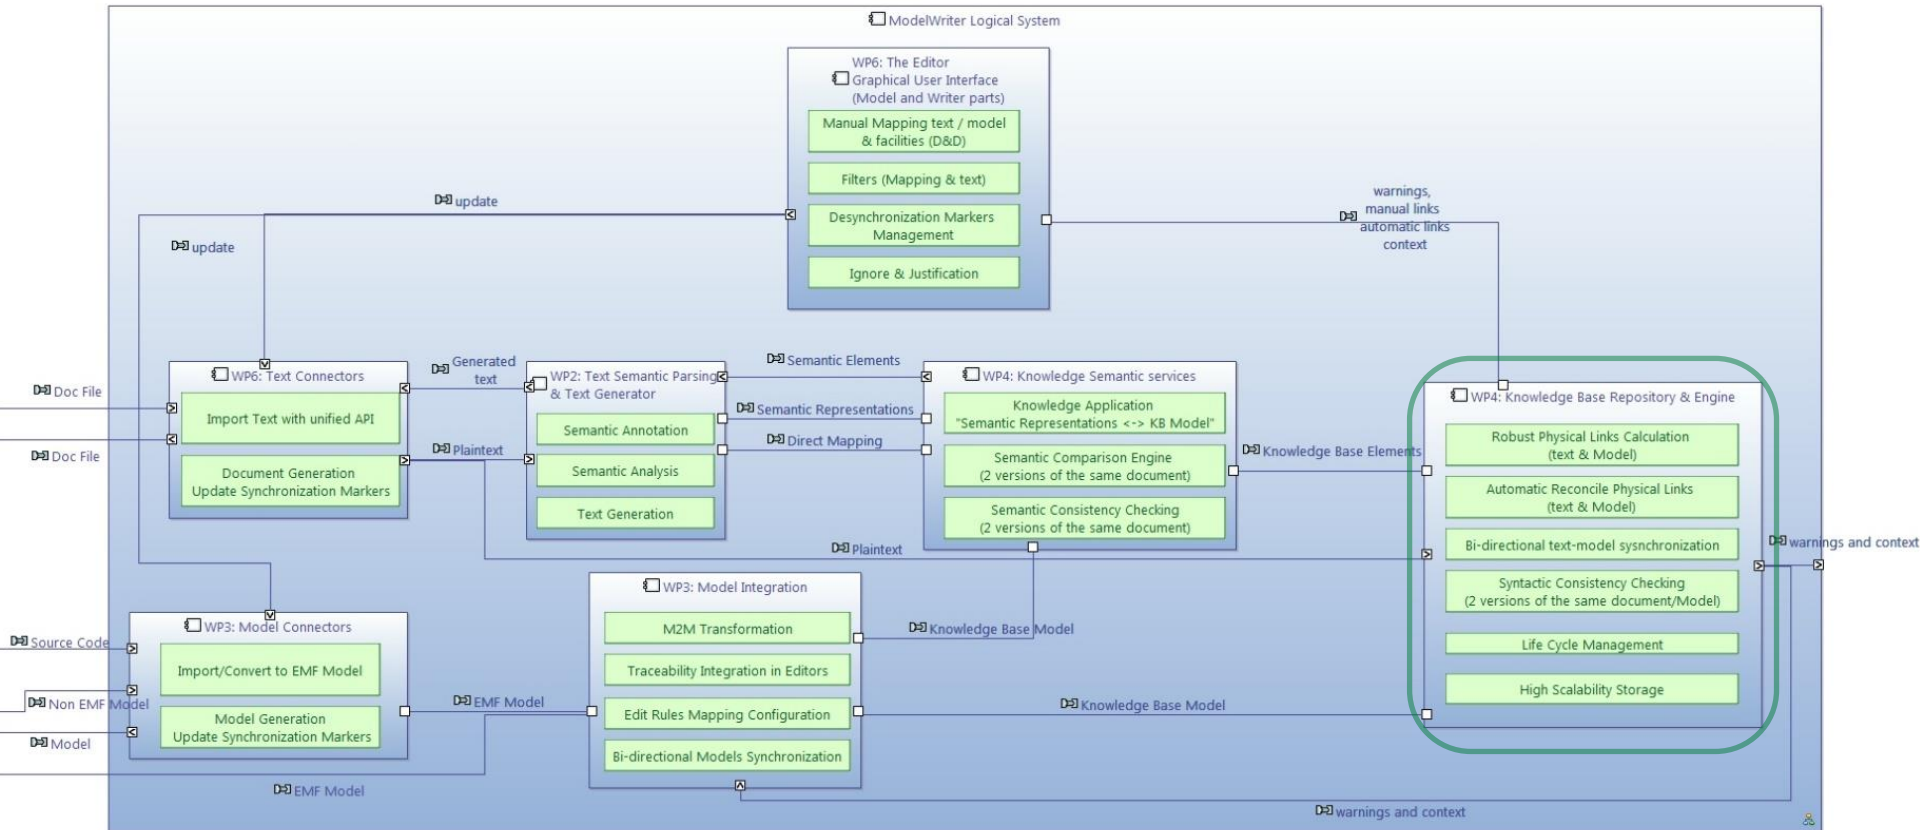 ModelWriter Logical System
WP6: The Editor
Graphical User Interface
(Model and Writer parts)
Manual Mapping text / model
& facilities (D&D)
Filters (Mapping & text)
Desynchronization Markers
Management
Ignore & Justification
update
update
warnings,
manual links
automatic links
context
Doc File
Doc File
WP6: Text Connectors
Import Text with unified API
Document Generation
Update Synchronization Markers
Generated
text
Plaintext
WP2: Text Semantic Parsing
& Text Generator
Semantic Annotation
Semantic Analysis
Text Generation
Semantic Elements
Semantic Representations
Direct Mapping
WP4: Knowledge Semantic services
Knowledge Application
"Semantic Representations <-> KB Model"
Semantic Comparison Engine
(2 versions of the same document)
Semantic Consistency Checking
(2 versions of the same document)
Knowledge Base Elements
Plaintext
WP4: Knowledge Base Repository & Engine
Robust Physical Links Calculation
(text & Model)
Automatic Reconcile Physical Links
(text & Model)
Bi-directional text-model sysnchronization
Syntactic Consistency Checking
(2 versions of the same document/Model)
Life Cycle Management
High Scalability Storage
warnings and context
Source Code
Non EMF Model
Model
WP3: Model Connectors
Import/Convert to EMF Model
Model Generation
Update Synchronization Markers
EMF Model
EMF Model
WP3: Model Integration
M2M Transformation
Traceability Integration in Editors
Edit Rules Mapping Configuration
Bi-directional Models Synchronization
Knowledge Base Model
Knowledge Base Model
warnings and context